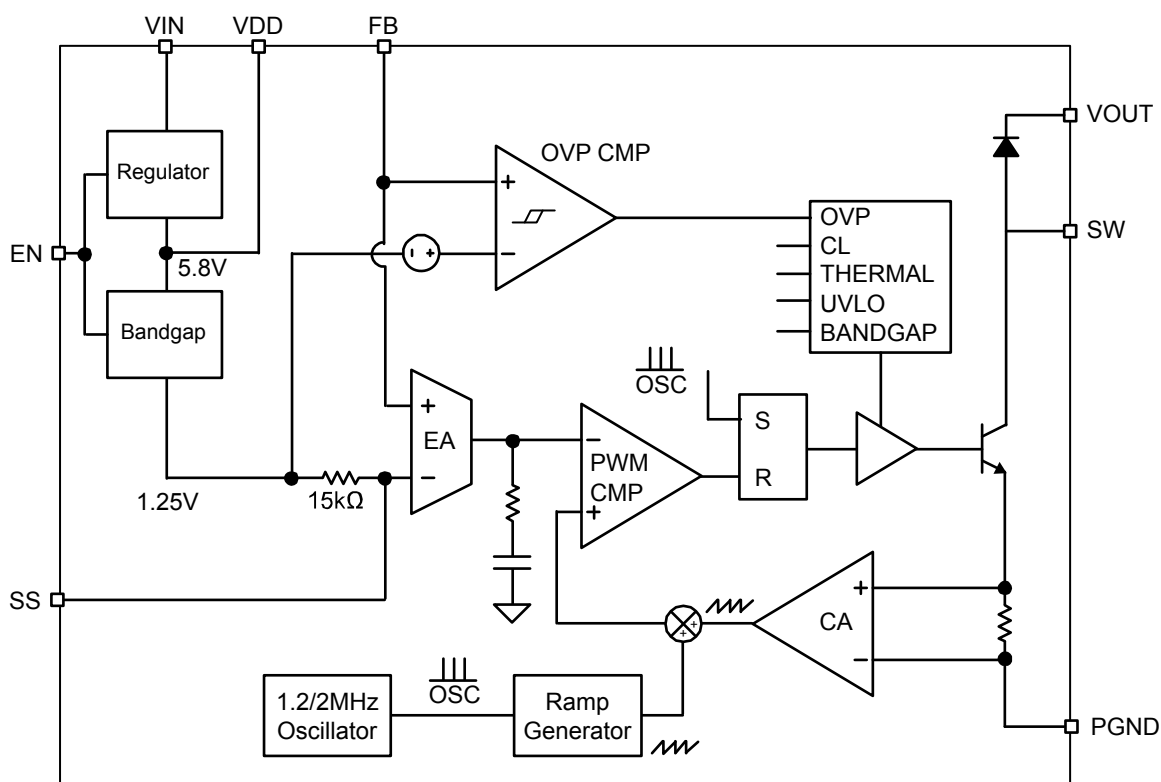 VIN VDD FB
VOUT
OVP CMP
Regulator
+
OVP
SW
CL
EN
5.8V
- +
−
THERMAL
UVLO
Bandgap
BANDGAP
OSC
+
S
EA
−
PWM
CMP
−
R
1.25V
15kΩ
+
SS
+
CA
+
+
−
OSC
1.2/2MHz
Oscillator
Ramp
Generator
PGND